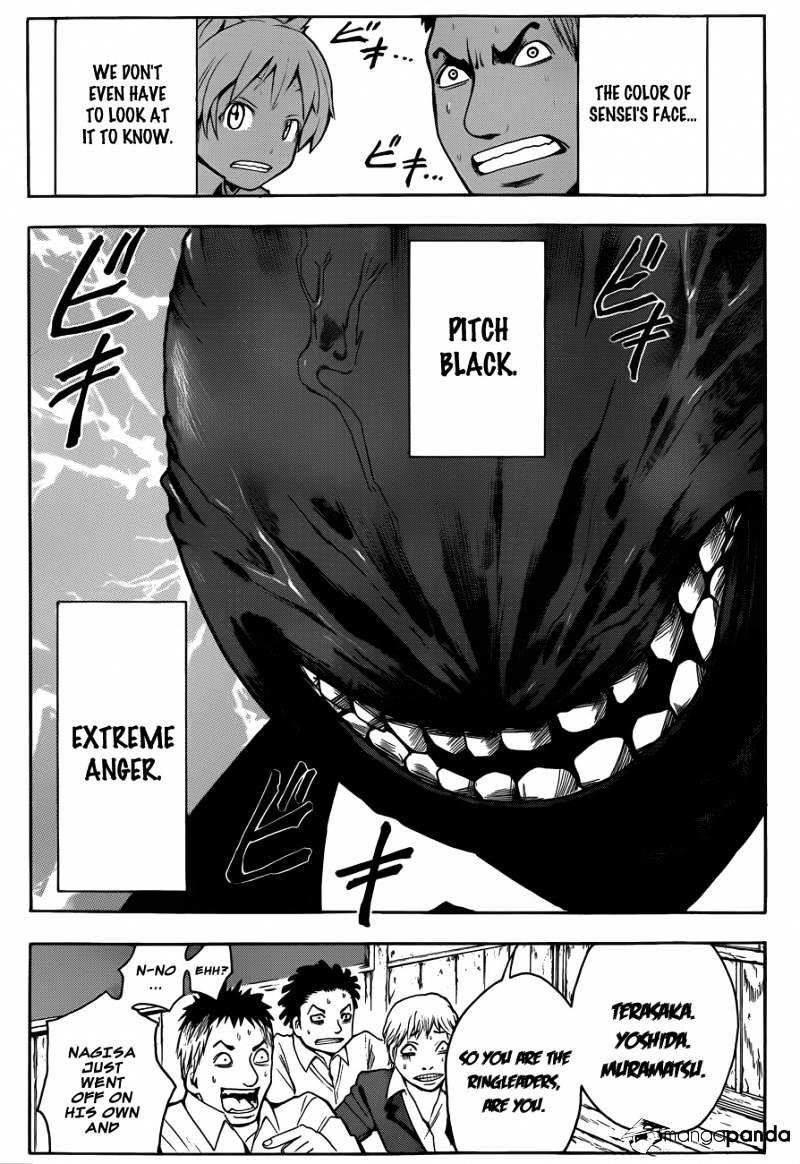 THE COLOR OF
SENSEI'S FACE...
ビキ...
ビキ...
WE DON'T
EVEN HAVE
TO LOOK AT
IT TO KNOW.
ビキ
PITCH
BLACK.
ビキ
EXTREME
ANGER.
ビキ
TERASAKA.
YOSHIDA.
MURAMATSU.
SO YOU ARE THE
RINGLEADERS,
ARE YOU.
EHH?
N-NO
...
NAGISA
JUST
WENT
OFF ON
HIS OWN
AND
mangapanda